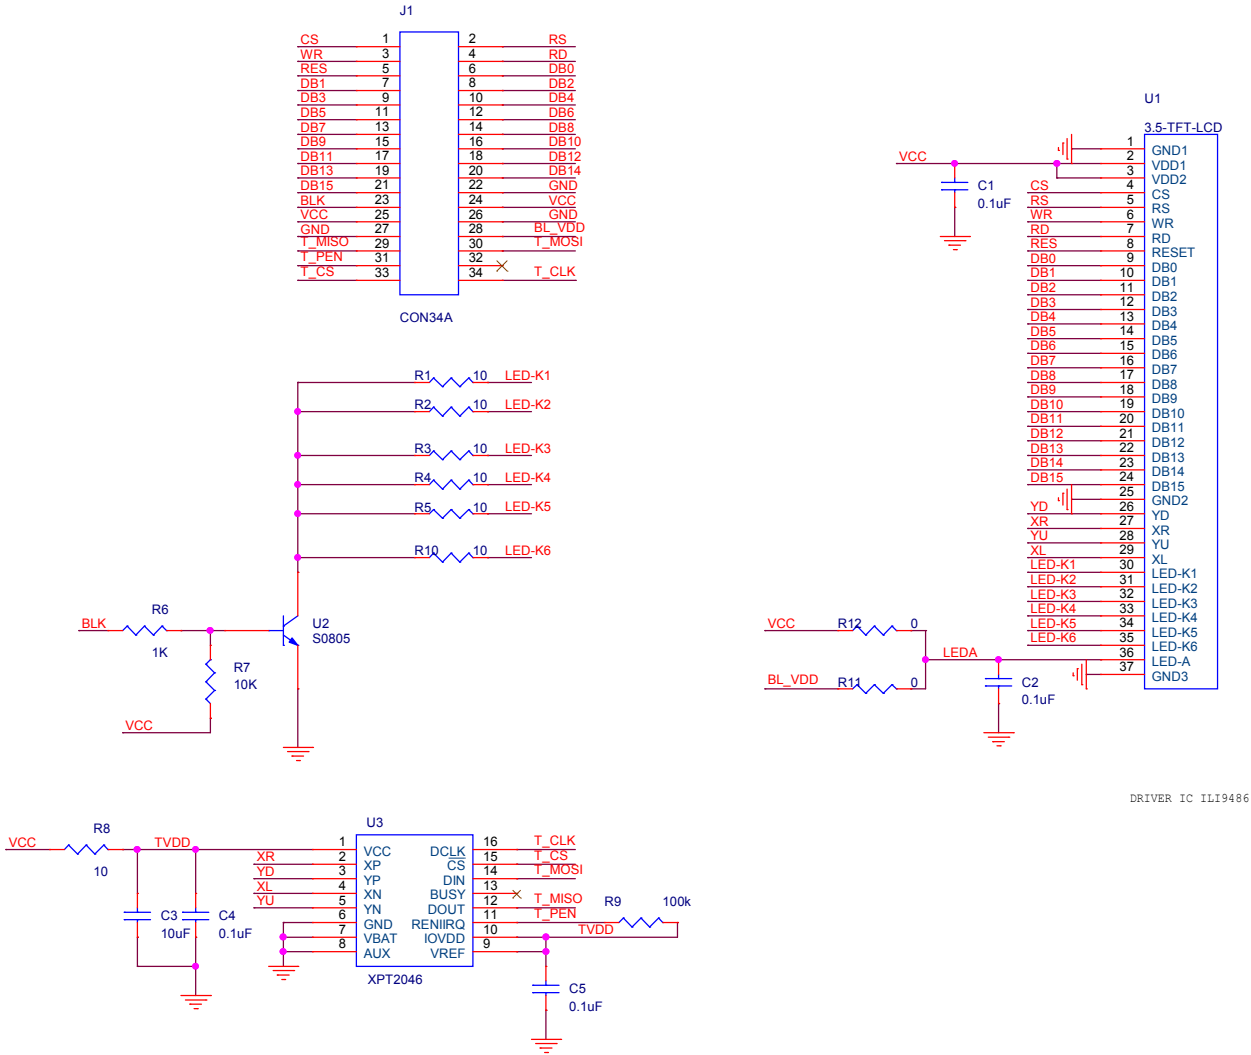 J1
CS 1 2 RS
WR 3 4 RD
RES 5 6 DB0
DB1 7 8 DB2
DB3 9 10 DB4
DB5 11 12 DB6
DB7 13 14 DB8
DB9 15 16 DB10
DB11 17 18 DB12
DB13 19 20 DB14
DB15 21 22 GND
BLK 23 24 VCC
VCC 25 26 GND
GND 27 28 BL_VDD
T_MISO 29 30 T_MOSI
T_PEN 31 32
T_CS 33 34 T_CLK
CON34A
R1 10 LED-K1
R2 10 LED-K2
R3 10 LED-K3
R4 10 LED-K4
R5 10 LED-K5
R10 10 LED-K6
BLK
R6
1K
R7
10K
VCC
U2
S0805
U1
3.5-TFT-LCD
1 GND1
VCC 2 VDD1
3 VDD2
C1
0.1uF
CS 4 CS
RS 5 RS
WR 6 WR
RD 7 RD
RES 8 RESET
DB0 9 DB0
DB1 10 DB1
DB2 11 DB2
DB3 12 DB3
DB4 13 DB4
DB5 14 DB5
DB6 15 DB6
DB7 16 DB7
DB8 17 DB8
DB9 18 DB9
DB10 19 DB10
DB11 20 DB11
DB12 21 DB12
DB13 22 DB13
DB14 23 DB14
DB15 24 DB15
25 GND2
YD 26 YD
XR 27 XR
YU 28 YU
XL 29 XL
LED-K1 30 LED-K1
LED-K2 31 LED-K2
LED-K3 32 LED-K3
LED-K4 33 LED-K4
LED-K5 34 LED-K5
LED-K6 35 LED-K6
LEDA 36 LED-A
37 GND3
VCC R12 0
BL_VDD R11 0
C2
0.1uF
DRIVER IC ILI9486
U3
VCC
R8
10
TVDD 1 VCC
XR 2 XP
YD 3 YP
XL 4 XN
YU 5 YN
6 GND
7 VBAT
8 AUX
DCLK 16 T_CLK
CS 15 T_CS
DIN 14 T_MOSI
BUSY 13
DOUT 12 T_MISO
RENIIRQ 11 T_PEN
IOVDD 10 TVDD
VREF 9
R9 100k
C3
10uF
C4
0.1uF
XPT2046
C5
0.1uF